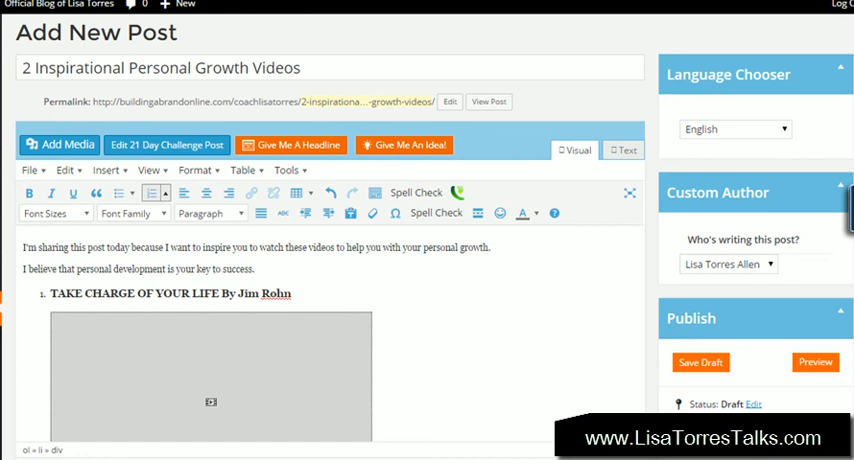 Official Blog of Lisa Torres 0 New Log
Add New Post
2 Inspirational Personal Growth Videos
Permalink: http://buildingabrandonline.com/coachlisatorres/2-inspirationa...-growth-videos/ Edit View Post
Add Media Edit 21 Day Challenge Post Give Me A Headline Give Me An Idea!
Visual Text
File Edit Insert View Format Table Tools
B I U Spell Check
Font Sizes Font Family Paragraph ABC Spell Check A
I'm sharing this post today because I want to inspire you to watch these videos to help you with your personal growth.
I believe that personal development is your key to success.
1. TAKE CHARGE OF YOUR LIFE By Jim Rohn
ol » li » div
Language Chooser
English
Custom Author
Who's writing this post?
Lisa Torres Allen
Publish
Save Draft Preview
Status: Draft Edit
www.LisaTorresTalks.com